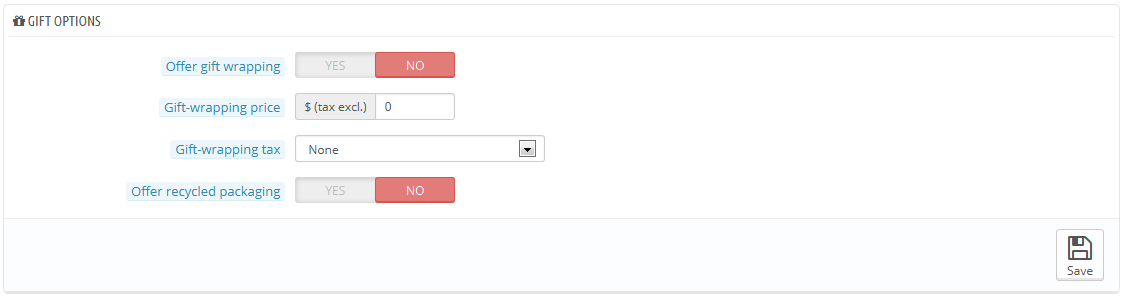 GIFT OPTIONS
Offer gift wrapping YES NO
Gift-wrapping price $ (tax excl.) 0
Gift-wrapping tax None
Offer recycled packaging YES NO
Save